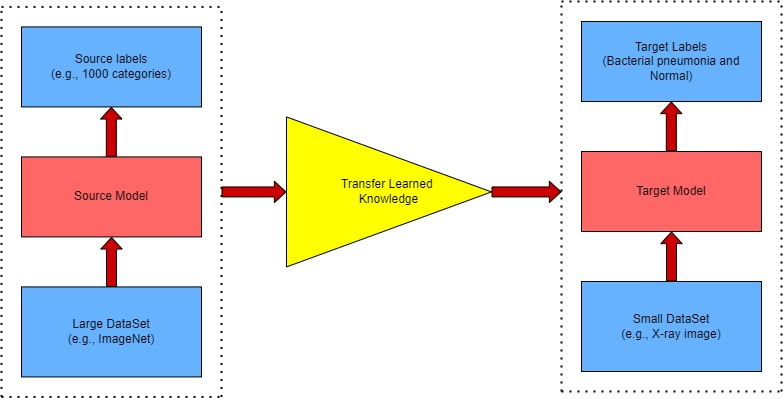 Source labels
(e.g., 1000 categories)
Source Model
Large DataSet
(e.g., ImageNet)
Transfer Learned
Knowledge
Target Labels
(Bacterial pneumonia and
Normal)
Target Model
Small DataSet
(e.g., X-ray image)